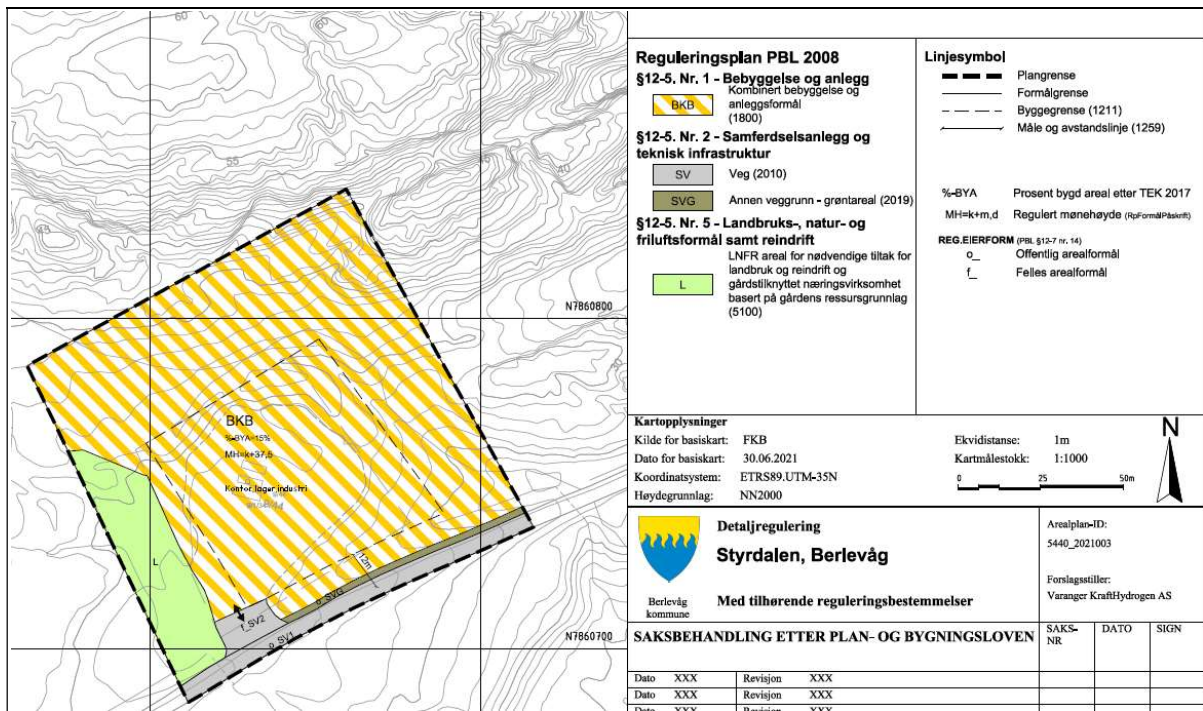 60
60
55
45
40
45
N7860800
BKB
%-BYA=15%
MH=k+37,5
Kontor lager industri
L
12m
o_SVG
f_SV2
o_SV1
N7860700
Reguleringsplan PBL 2008
§12-5. Nr. 1 - Bebyggelse og anlegg
BKB
Kombinert bebyggelse og
anleggsformål
(1800)
§12-5. Nr. 2 - Samferdselsanlegg og
teknisk infrastruktur
SV Veg (2010)
SVG Annen veggrunn - grøntareal (2019)
§12-5. Nr. 5 - Landbruks-, natur- og
friluftsformål samt reindrift
L
LNFR areal for nødvendige tiltak for
landbruk og reindrift og
gårdstilknyttet næringsvirksomhet
basert på gårdens ressursgrunnlag
(5100)
Linjesymbol
Plangrense
Formålgrense
Byggegrense (1211)
Måle og avstandslinje (1259)
%-BYA Prosent bygd areal etter TEK 2017
MH=k+m,d Regulert mønehøyde (RpFormålPåskrift)
REG.EIERFORM (PBL §12-7 nr. 14)
o_ Offentlig arealformål
f_ Felles arealformål
Kartopplysninger
Kilde for basiskart: FKB
Dato for basiskart: 30.06.2021
Koordinatsystem: ETRS89.UTM-35N
Høydegrunnlag: NN2000
Ekvidistanse: 1m
Kartmålestokk: 1:1000
0 25 50m
N
Berlevåg
kommune
Detaljregulering
Styrdalen, Berlevåg
Med tilhørende reguleringsbestemmelser
Arealplan-ID:
5440_2021003
Forslagsstiller:
Varanger KraftHydrogen AS
SAKSBEHANDLING ETTER PLAN- OG BYGNINGSLOVEN
SAKS-
NR
DATO
SIGN
Dato XXX Revisjon XXX
Dato XXX Revisjon XXX
Dato XXX Revisjon XXX